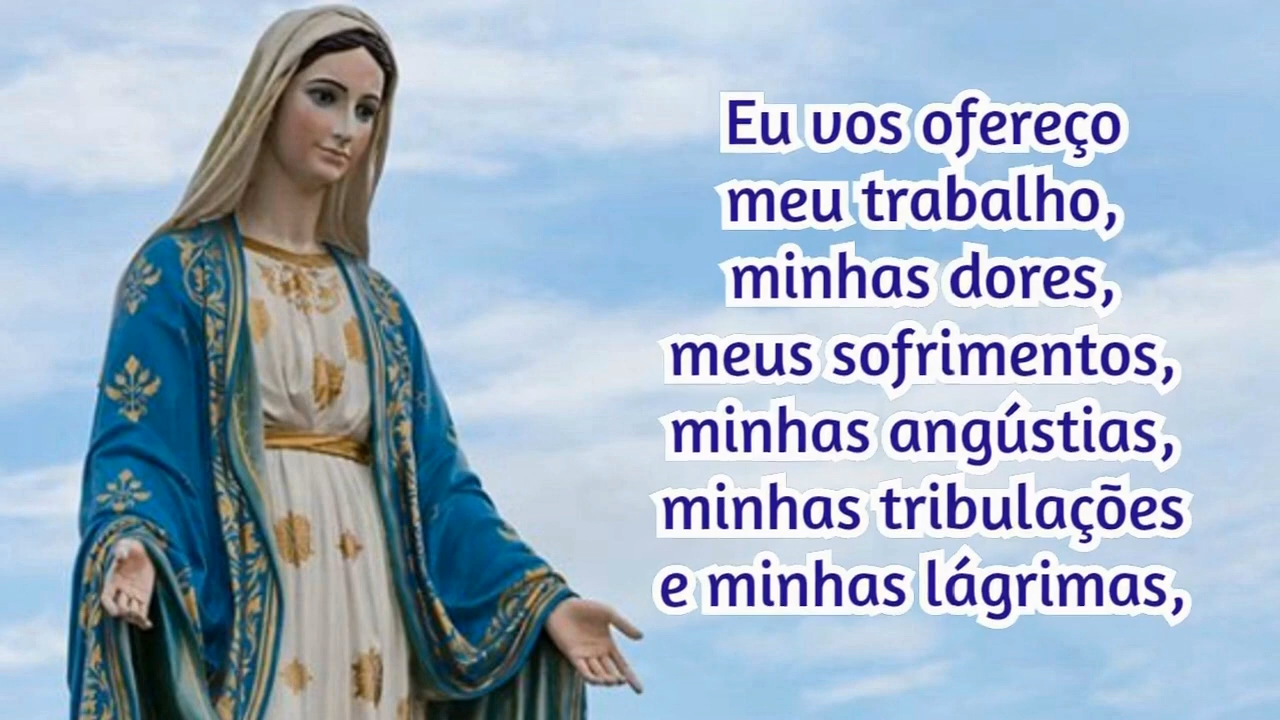 Eu vos ofereço
meu trabalho,
minhas dores,
meus sofrimentos,
minhas angústias,
minhas tribulações
e minhas lágrimas,